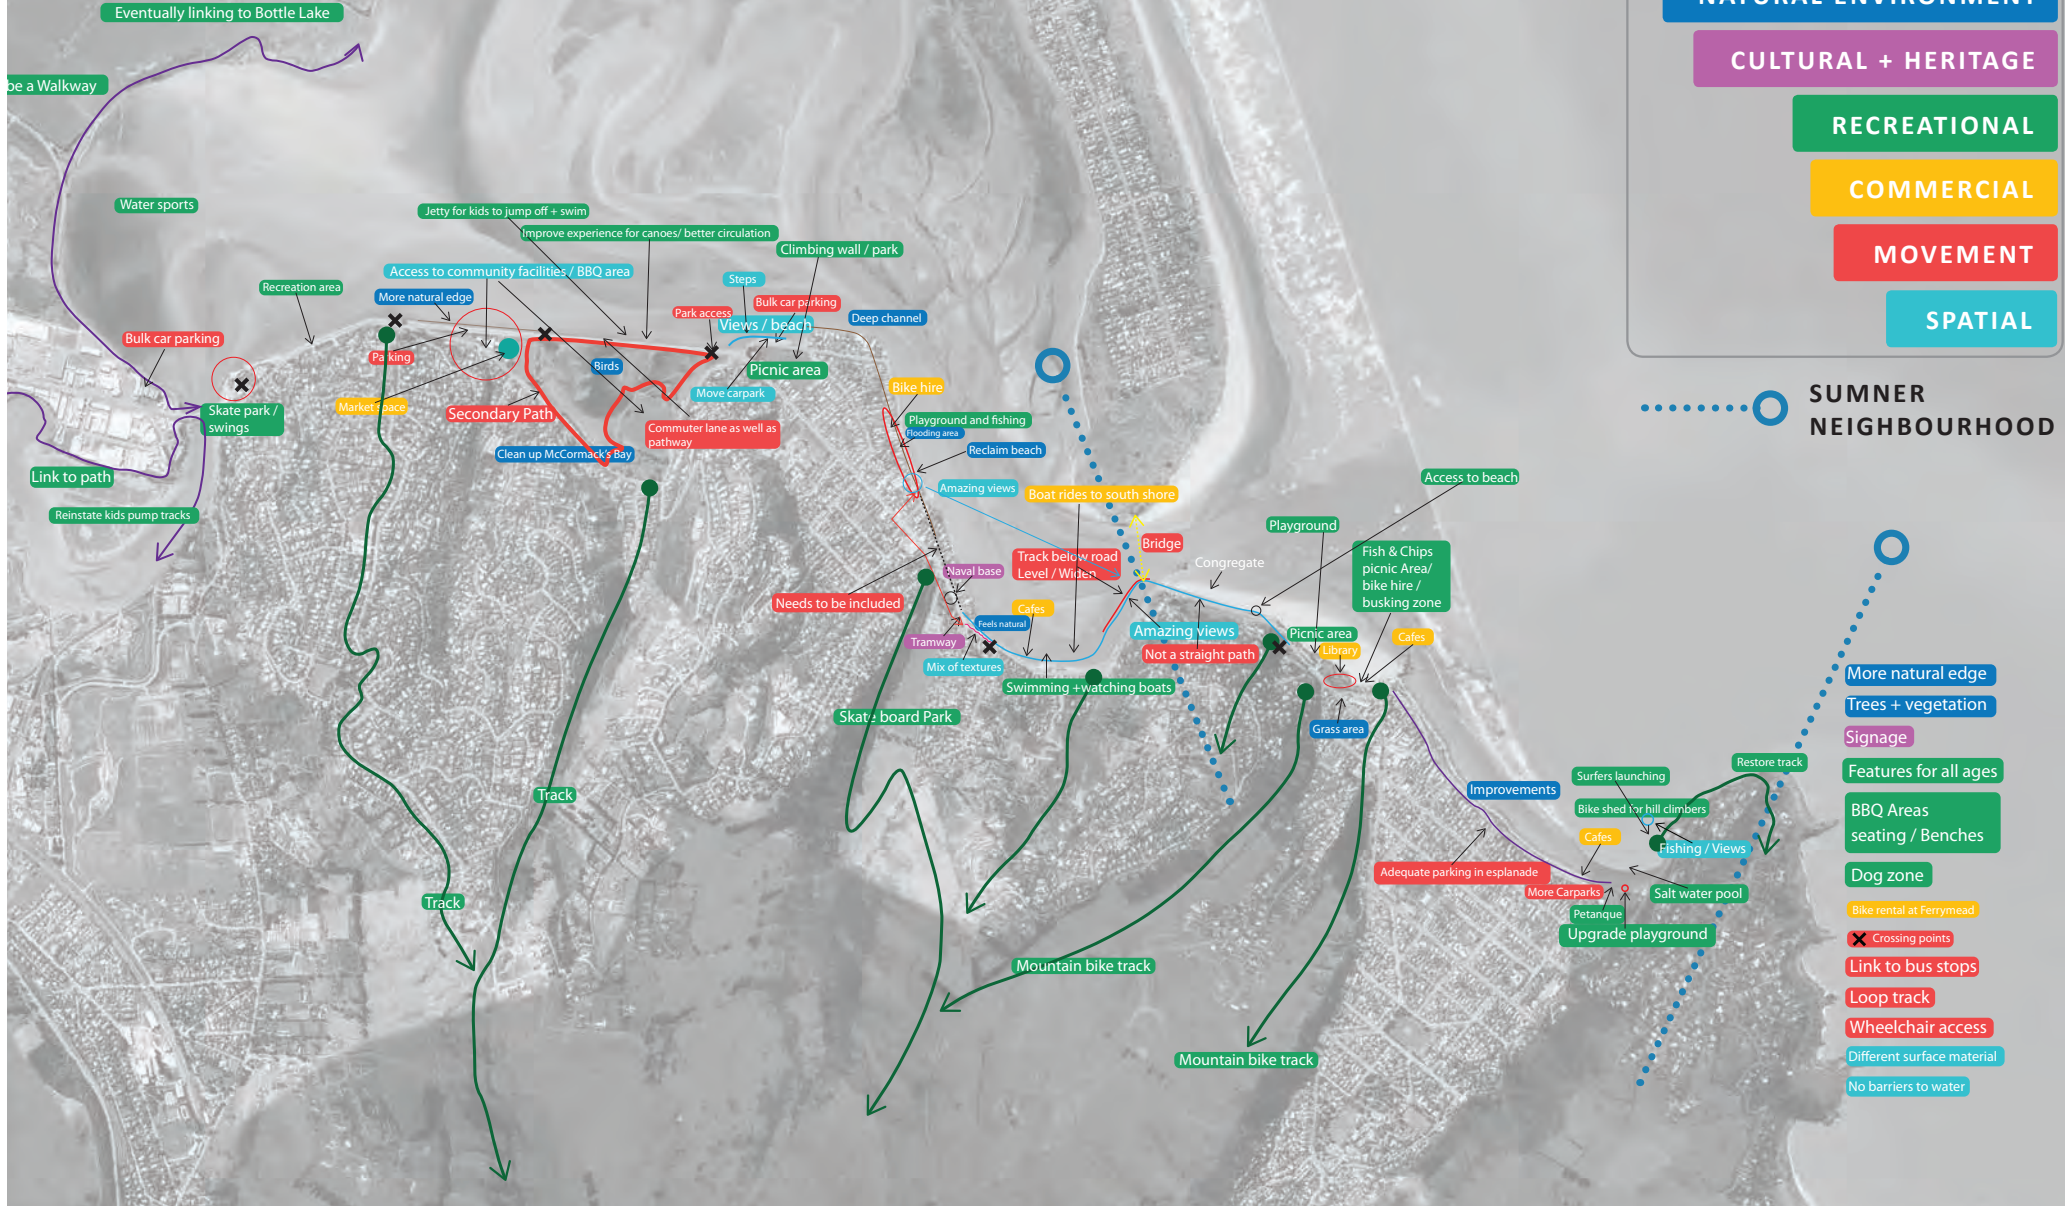 Eventually linking to Bottle Lake
NATURAL ENVIRONMENT
CULTURAL + HERITAGE
RECREATIONAL
COMMERCIAL
MOVEMENT
SPATIAL
SUMNER
NEIGHBOURHOOD
be a Walkway
Water sports
Jetty for kids to jump off + swim
Improve experience for canoes/ better circulation
Climbing wall / park
Access to community facilities / BBQ area
Steps
Recreation area
More natural edge
Bulk car parking
Park access
Views / beach
Deep channel
Bulk car parking
Parking
Birds
Picnic area
Move carpark
Bike hire
Market space
Skate park /
swings
Secondary Path
Commuter lane as well as
pathway
Playground and fishing
Flooding area
Clean up McCormack's Bay
Reclaim beach
Link to path
Amazing views
Boat rides to south shore
Access to beach
Reinstate kids pump tracks
Playground
Bridge
Track below road
Level / Widen
Congregate
Fish & Chips
picnic Area/
bike hire /
busking zone
Naval base
Needs to be included
Cafes
Feels natural
Tramway
Mix of textures
Amazing views
Not a straight path
Picnic area
Library
Cafes
Swimming +watching boats
Skate board Park
Grass area
More natural edge
Trees + vegetation
Signage
Features for all ages
BBQ Areas
seating / Benches
Dog zone
Bike rental at Ferrymead
Crossing points
Link to bus stops
Loop track
Wheelchair access
Different surface material
No barriers to water
Restore track
Surfers launching
Improvements
Bike shed for hill climbers
Cafes
Fishing / Views
Adequate parking in esplanade
More Carparks
Salt water pool
Petanque
Upgrade playground
Track
Track
Mountain bike track
Mountain bike track